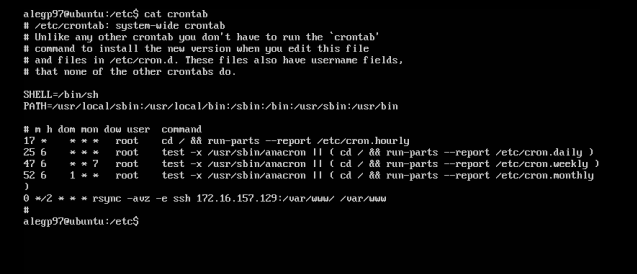 alegp97@ubuntu:/etc$ cat crontab
# /etc/crontab: system-wide crontab
# Unlike any other crontab you don't have to run the `crontab'
# command to install the new version when you edit this file
# and files in /etc/cron.d. These files also have username fields,
# that none of the other crontabs do.

SHELL=/bin/sh
PATH=/usr/local/sbin:/usr/local/bin:/sbin:/bin:/usr/sbin:/usr/bin

# m h dom mon dow user  command
17 *    * * *   root    cd / && run-parts --report /etc/cron.hourly
25 6    * * *   root    test -x /usr/sbin/anacron || ( cd / && run-parts --report /etc/cron.daily )
47 6    * * 7   root    test -x /usr/sbin/anacron || ( cd / && run-parts --report /etc/cron.weekly )
52 6    1 * *   root    test -x /usr/sbin/anacron || ( cd / && run-parts --report /etc/cron.monthly
)
0 */2 * * * rsync -avz -e ssh 172.16.157.129:/var/www/ /var/www
#
alegp97@ubuntu:/etc$